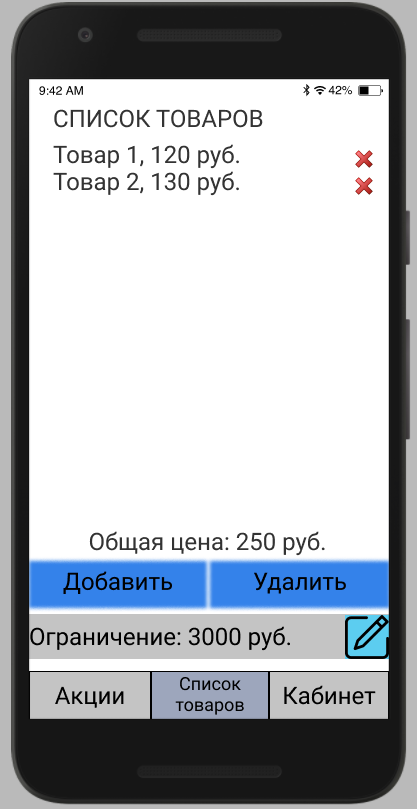 9:42 AM 42%
СПИСОК ТОВАРОВ
Товар 1, 120 руб.
Товар 2, 130 руб.
Общая цена: 250 руб.
Добавить Удалить
Ограничение: 3000 руб.
Акции Список товаров Кабинет